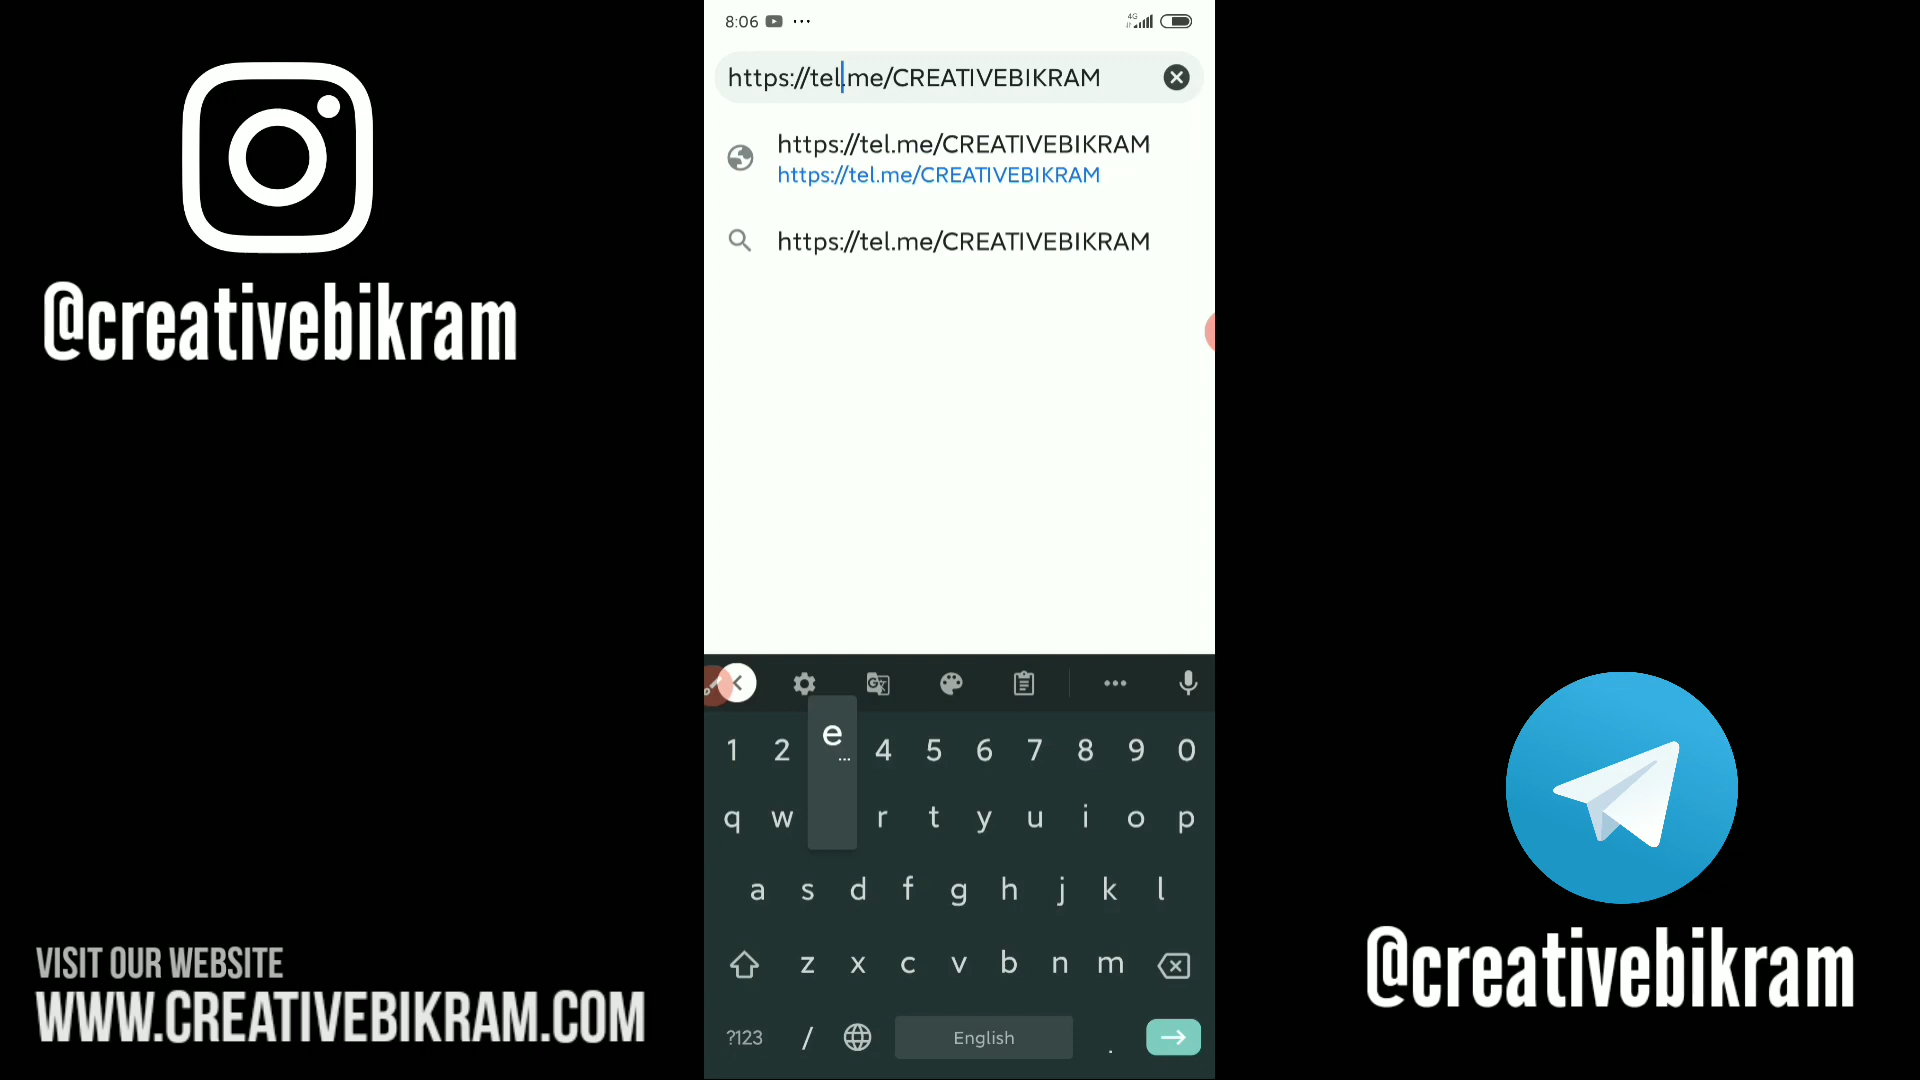 @creativebikram
VISIT OUR WEBSITE
WWW.CREATIVEBIKRAM.COM
8:06 ...
4G
https://tel.me/CREATIVEBIKRAM
https://tel.me/CREATIVEBIKRAM
https://tel.me/CREATIVEBIKRAM
https://tel.me/CREATIVEBIKRAM
e
1 2 4 5 6 7 8 9 0
q w r t y u i o p
a s d f g h j k l
z x c v b n m
?123 / English .
@creativebikram